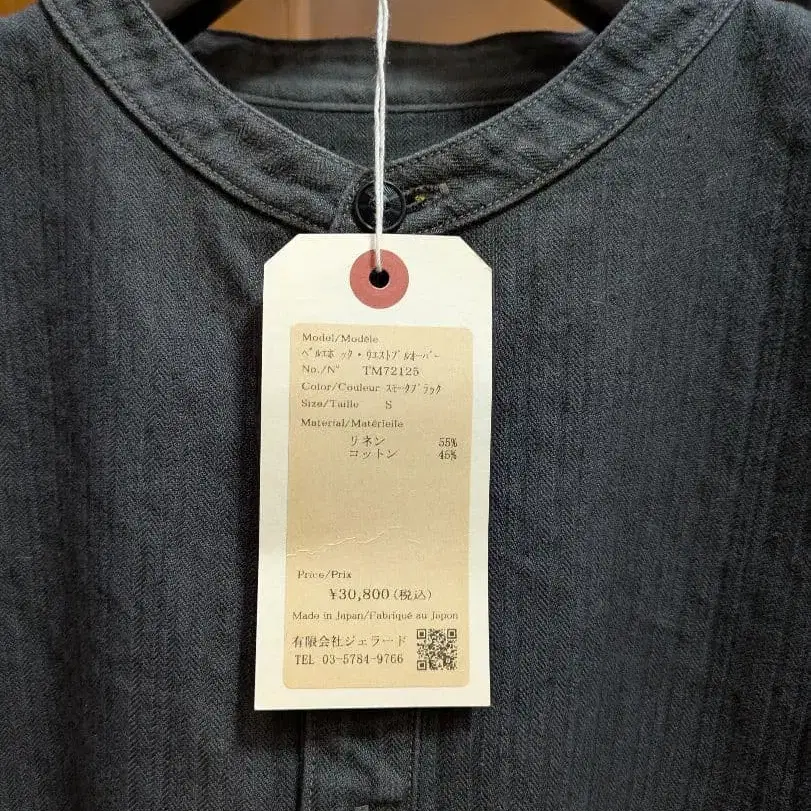 Model/Modèle
ﾍﾞﾙｴﾎﾟｯｸ・ｳｴｽﾄﾌﾟﾙｵｰﾊﾞｰ
No./N° TM72125
Color/Couleur ｽﾓｰｸﾌﾞﾗｯｸ
Size/Taille S
Material/Matérielle
リネン 55%
コットン 45%
Price/Prix
¥30,800(税込)
Made in Japan/Fabriqué au Japon
有限会社ジェラード
TEL 03-5784-9766